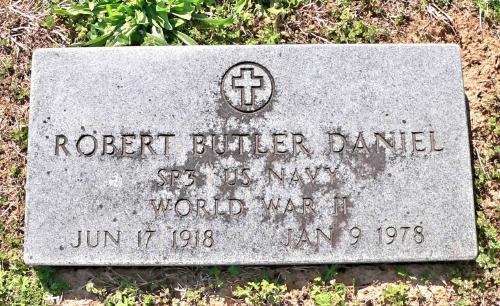 ROBERT BUTLER DANIEL
SP3 US NAVY
WORLD WAR II
JUN 17 1918 JAN 9 1978